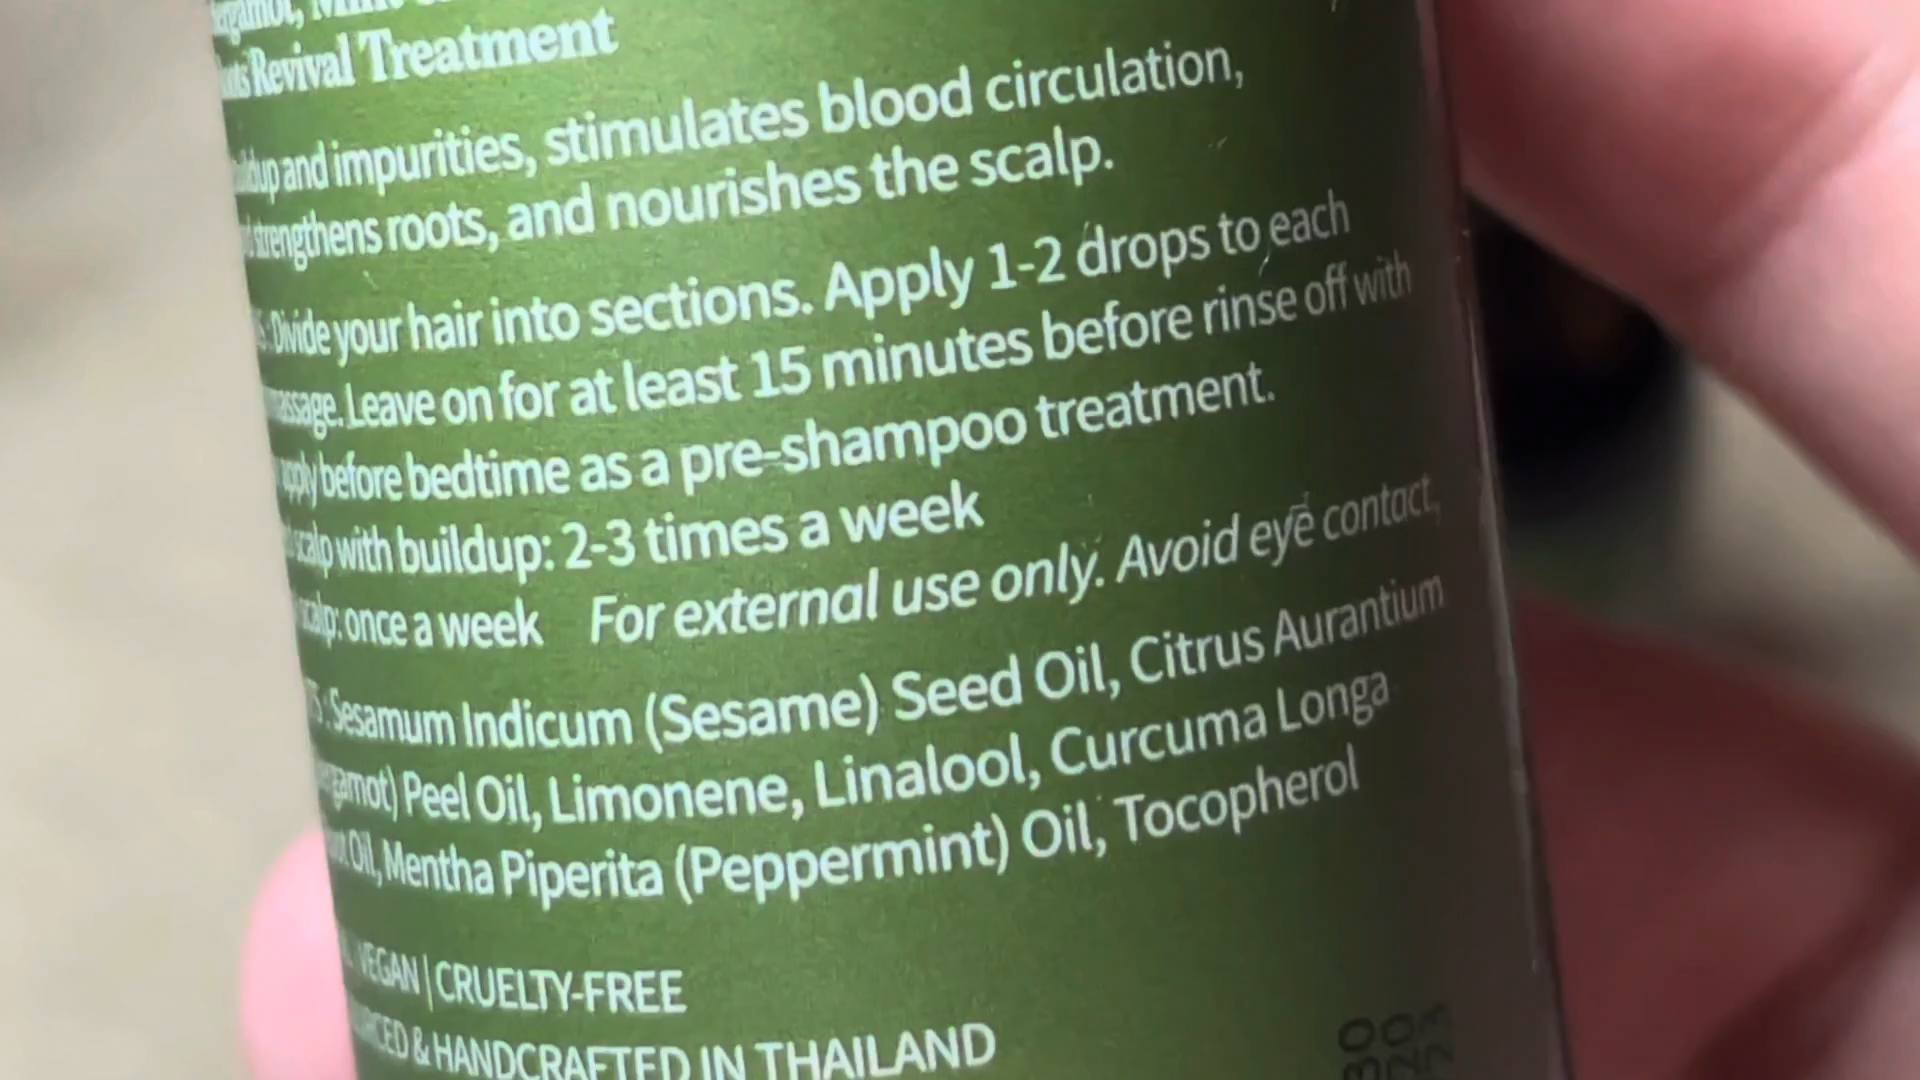 Revival Treatment
and impurities, stimulates blood circulation,
strengthens roots, and nourishes the scalp.
Divide your hair into sections. Apply 1-2 drops to each
massage. Leave on for at least 15 minutes before rinse off with
apply before bedtime as a pre-shampoo treatment.
scalp with buildup: 2-3 times a week
scalp: once a week For external use only. Avoid eye contact,
Sesamum Indicum (Sesame) Seed Oil, Citrus Aurantium
Peel Oil, Limonene, Linalool, Curcuma Longa
Oil, Mentha Piperita (Peppermint) Oil, Tocopherol
VEGAN | CRUELTY-FREE
& HANDCRAFTED IN THAILAND